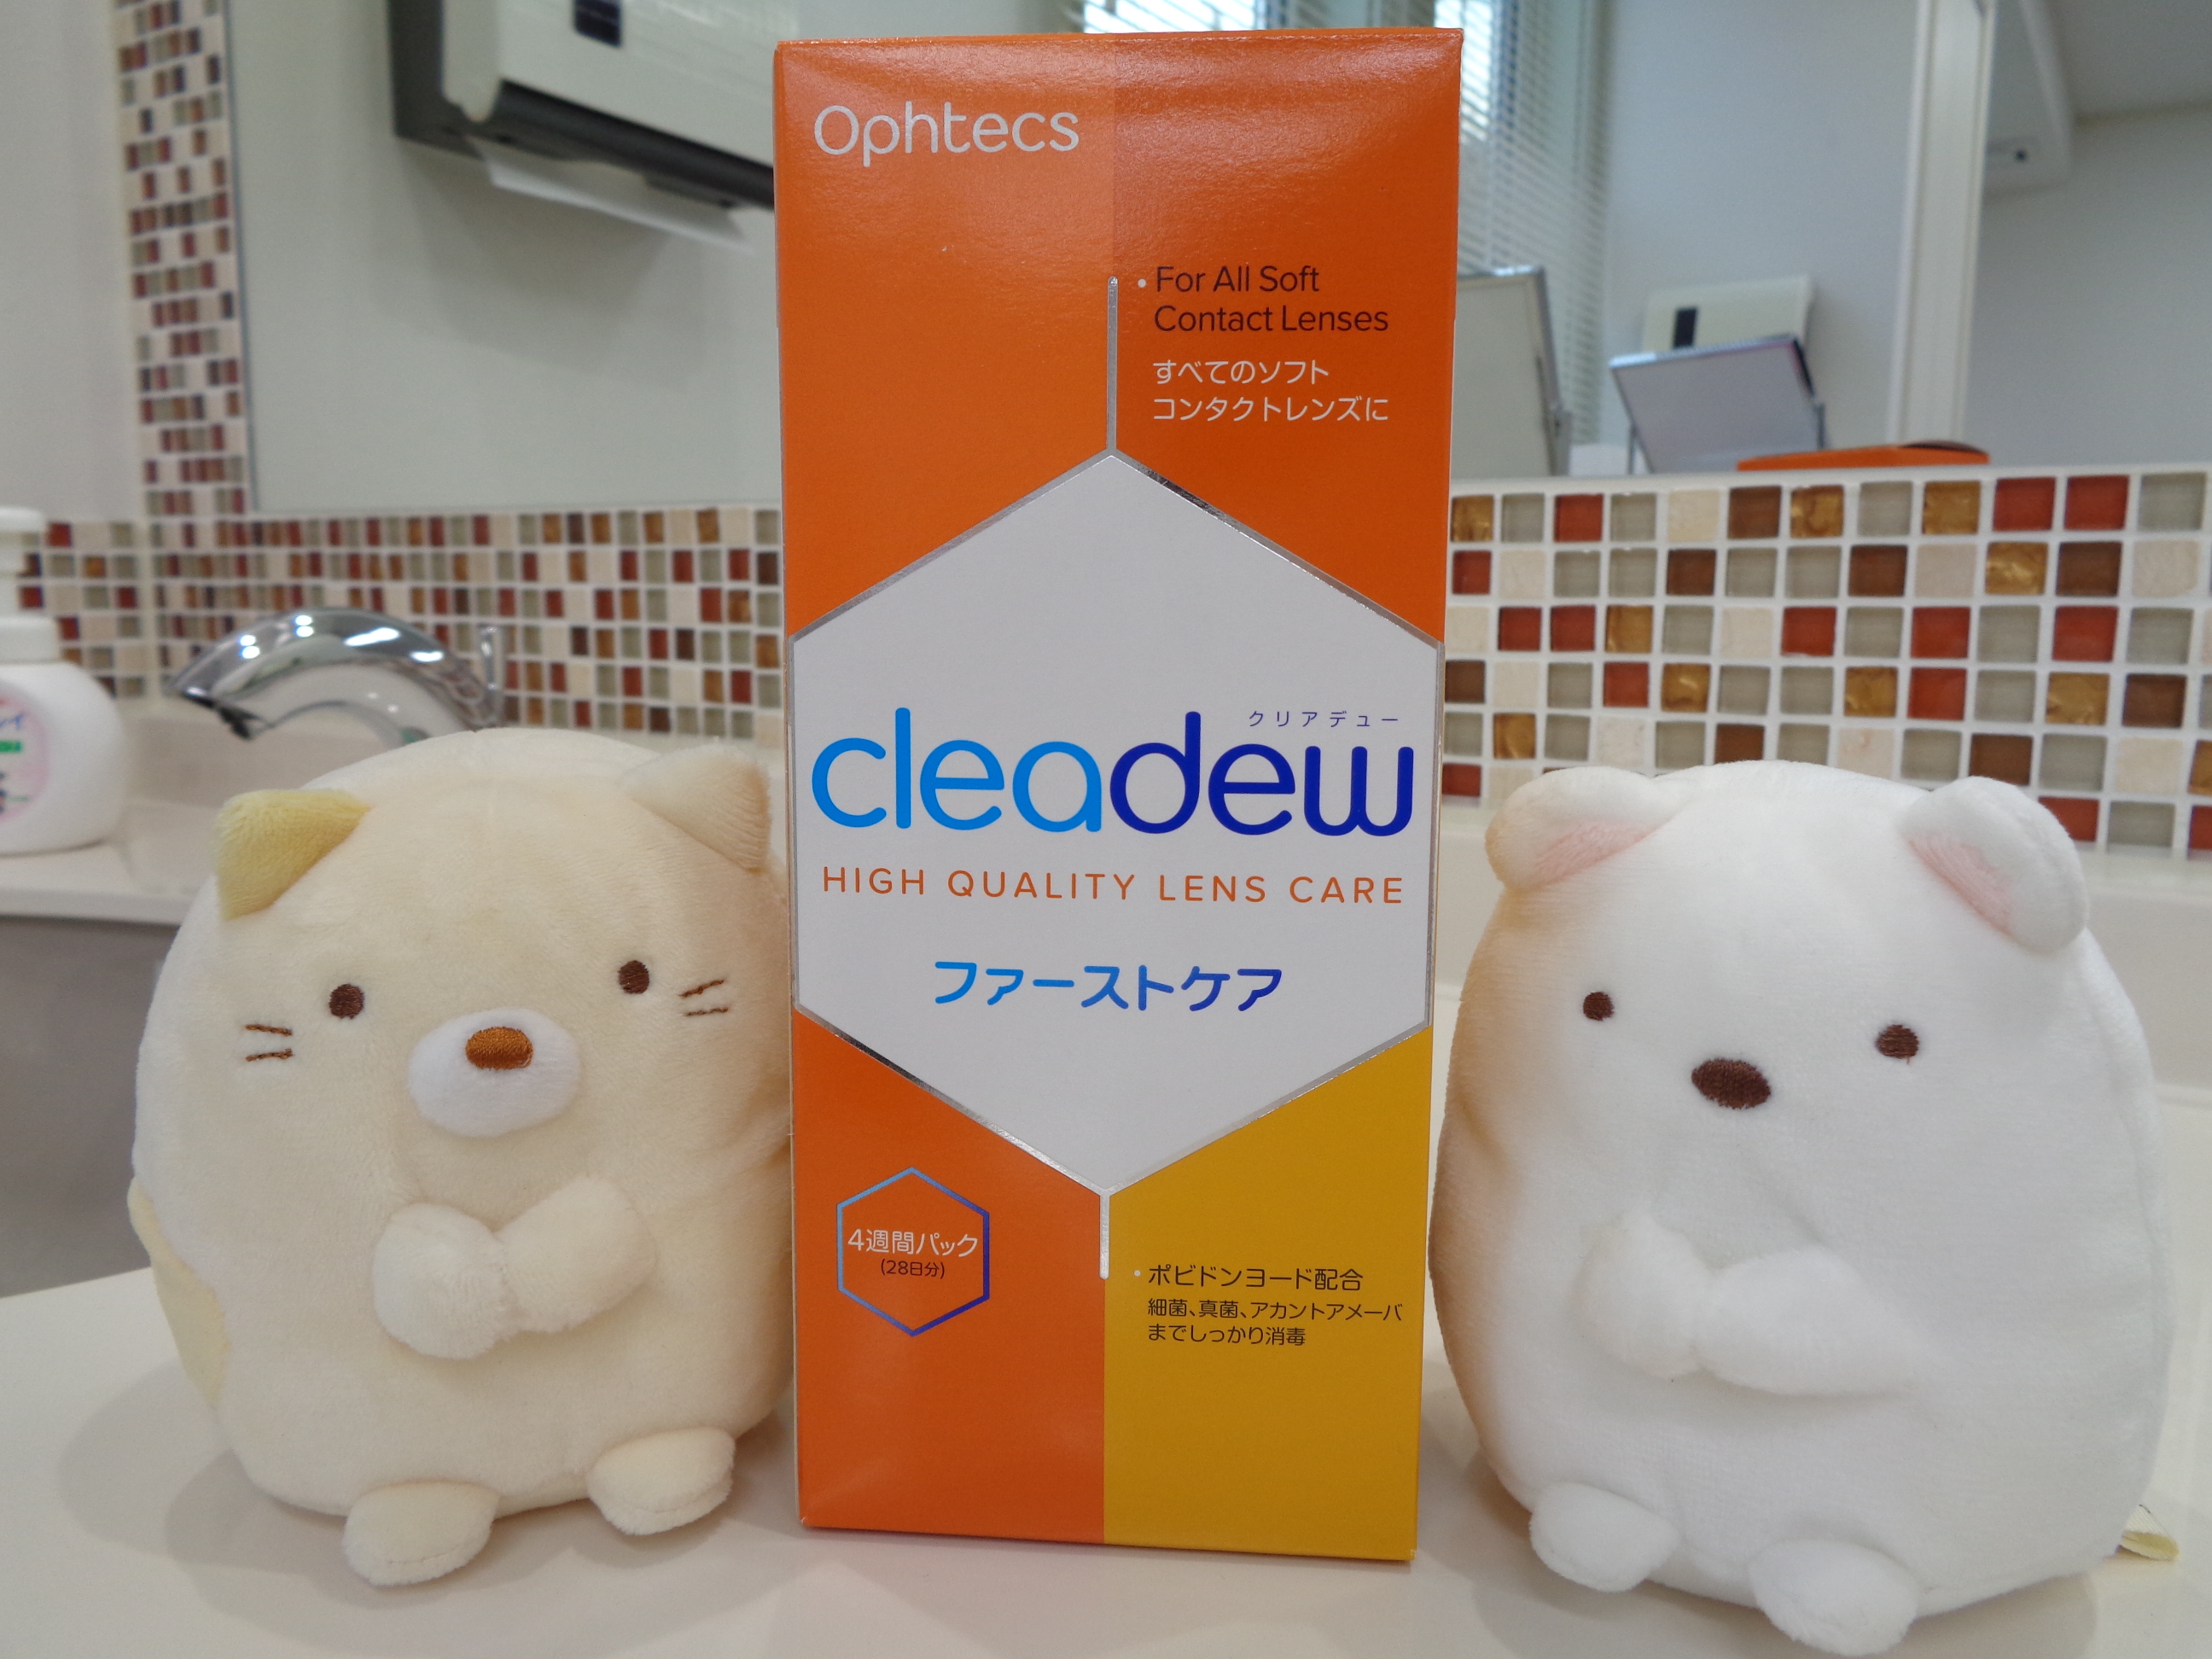 Ophtecs
For All Soft
Contact Lenses
すべてのソフト
コンタクトレンズに
クリアデュー
cleadew
HIGH QUALITY LENS CARE
ファーストケア
4週間パック
(28日分)
ポビドンヨード配合
細菌、真菌、アカントアメーバ
までしっかり消毒